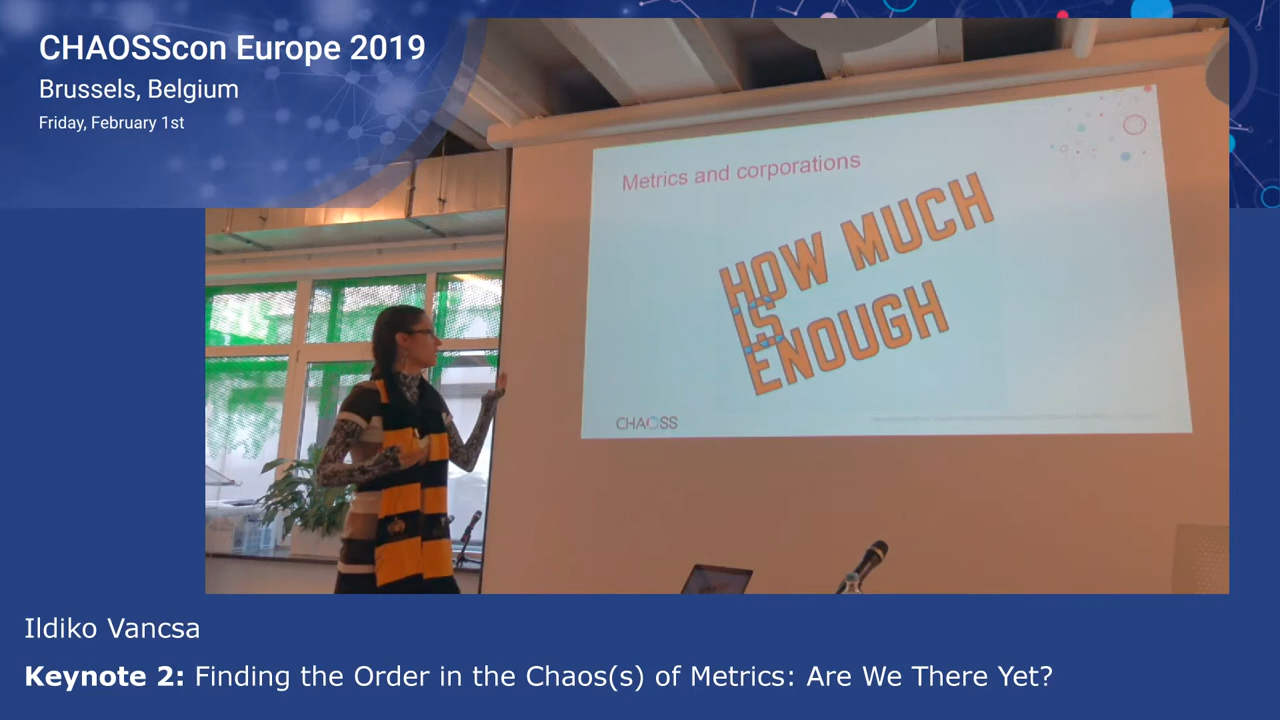 CHAOSScon Europe 2019
Brussels, Belgium
Friday, February 1st
Metrics and corporations
HOW MUCH
IS
ENOUGH
CHAOSS
Ildiko Vancsa
Keynote 2: Finding the Order in the Chaos(s) of Metrics: Are We There Yet?